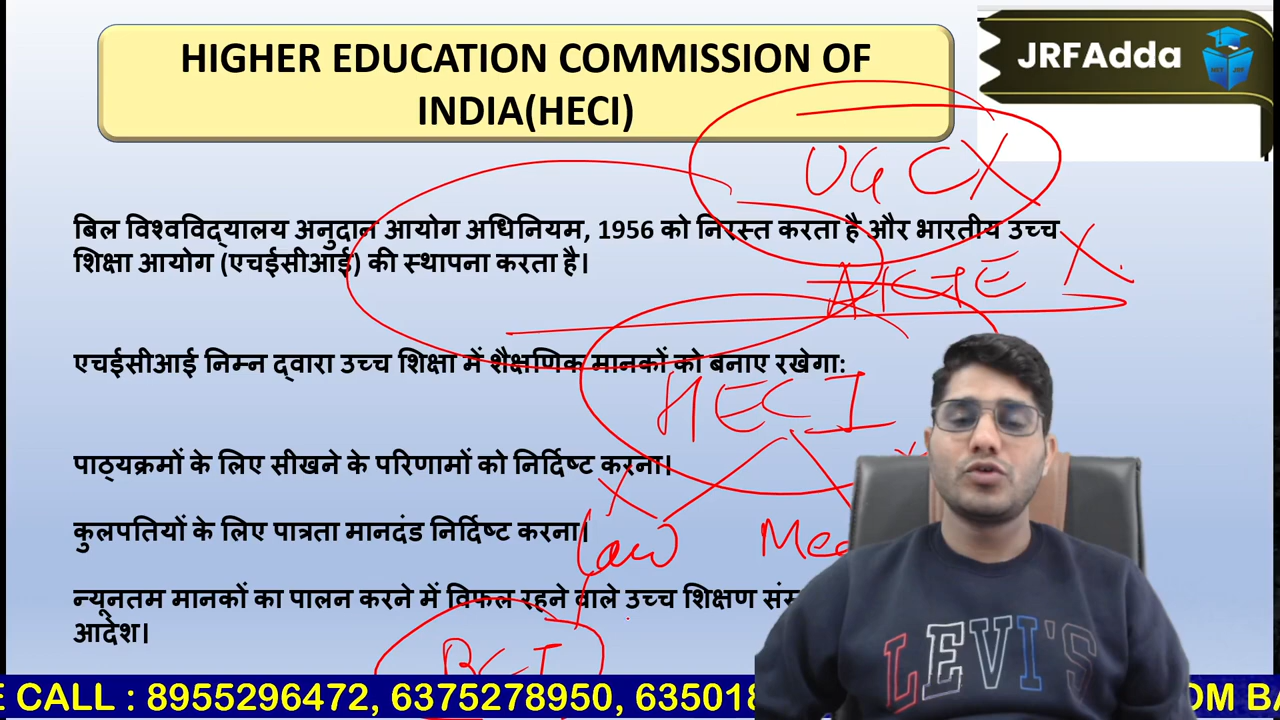 HIGHER EDUCATION COMMISSION OF
INDIA(HECI)
JRFAdda
UGC X
बिल विश्वविद्यालय अनुदान आयोग अधिनियम, 1956 को निरस्त करता है और भारतीय उच्च
शिक्षा आयोग (एचईसीआई) की स्थापना करता है।
AICTE X
एचईसीआई निम्न द्वारा उच्च शिक्षा में शैक्षणिक मानकों को बनाए रखेगा:
HECI
पाठ्यक्रमों के लिए सीखने के परिणामों को निर्दिष्ट करना।
कुलपतियों के लिए पात्रता मानदंड निर्दिष्ट करना।
Law
न्यूनतम मानकों का पालन करने में विफल रहने वाले उच्च शिक्षण
आदेश।
BCI
LEVI'S
E CALL : 8955296472, 6375278950, 635018